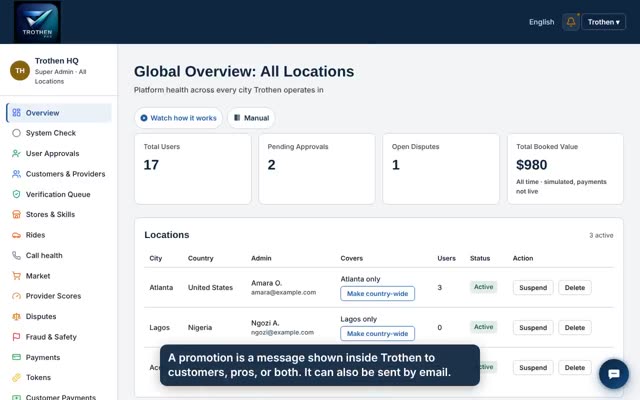 TROTHEN
English
Trothen ▾
TH
Trothen HQ
Super Admin · All
Locations
Overview
System Check
User Approvals
Customers & Providers
Verification Queue
Stores & Skills
Rides
Call health
Market
Provider Scores
Disputes
Fraud & Safety
Payments
Tokens
Customer Payments
Global Overview: All Locations
Platform health across every city Trothen operates in
Watch how it works
Manual
Total Users
17
Pending Approvals
2
Open Disputes
1
Total Booked Value
$980
All time · simulated, payments
not live
Locations
3 active
City Country Admin Covers Users Status Action
Atlanta United States Amara O. amara@example.com Atlanta only Make country-wide 3 Active Suspend Delete
Lagos Nigeria Ngozi A. ngozi@example.com Lagos only Make country-wide 0 Active Suspend Delete
Suspend Delete
A promotion is a message shown inside Trothen to
customers, pros, or both. It can also be sent by email.